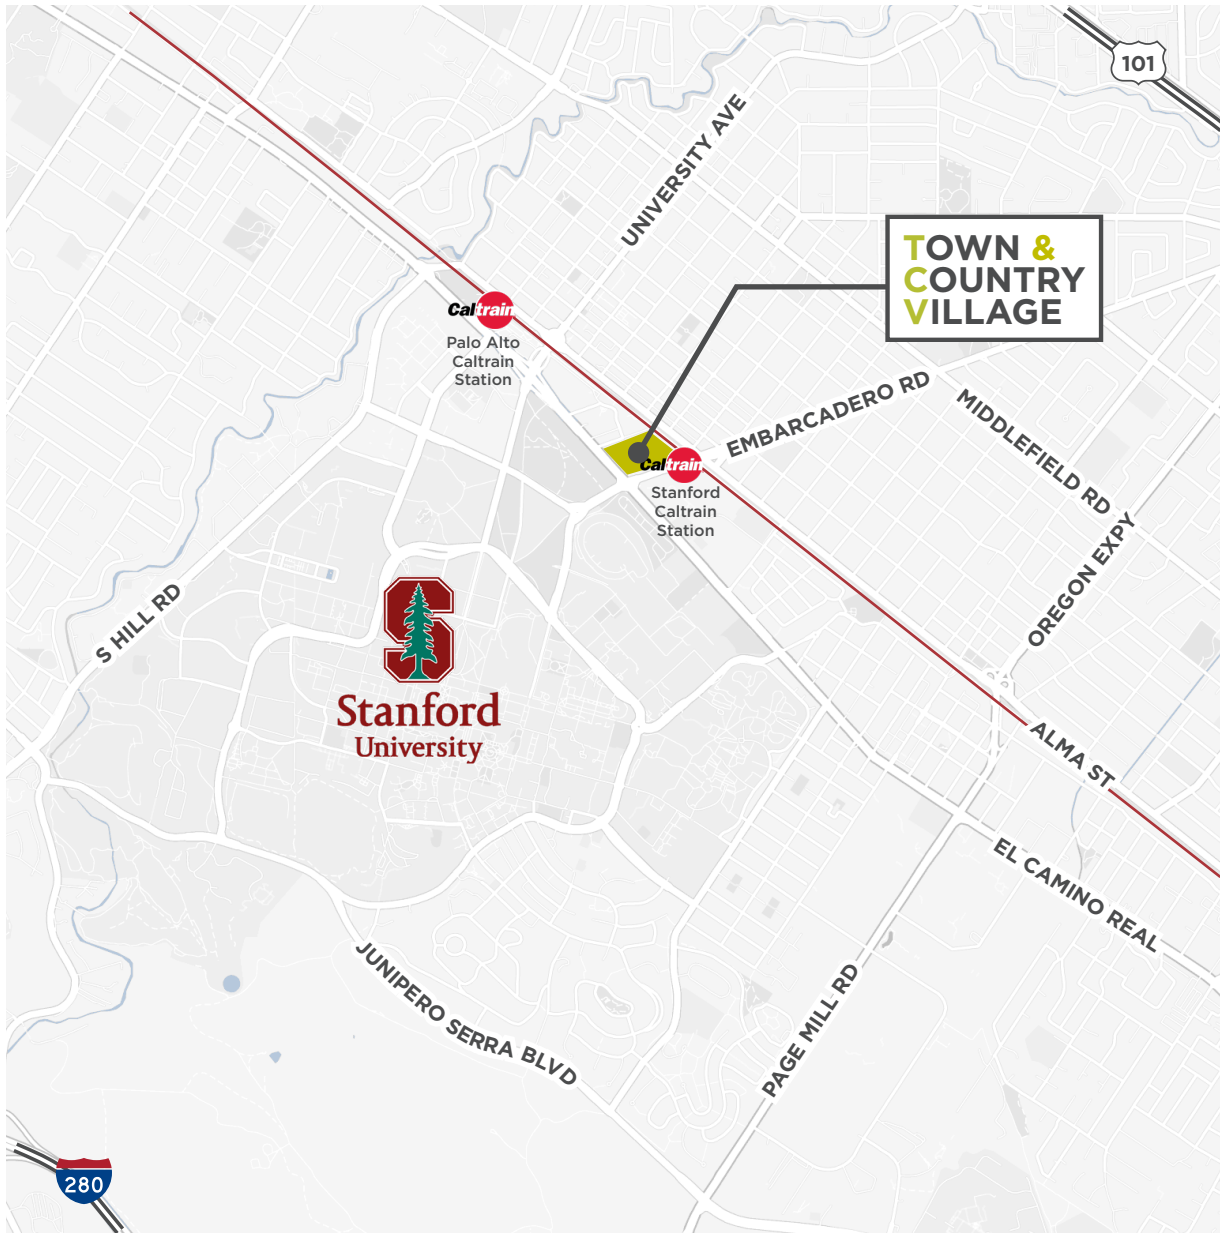 101
UNIVERSITY AVE
TOWN &
COUNTRY
VILLAGE
Caltrain
Palo Alto
Caltrain
Station
EMBARCADERO RD
MIDDLEFIELD RD
Caltrain
Stanford
Caltrain
Station
OREGON EXPY
S HILL RD
Stanford
University
ALMA ST
EL CAMINO REAL
JUNIPERO SERRA BLVD
PAGE MILL RD
280